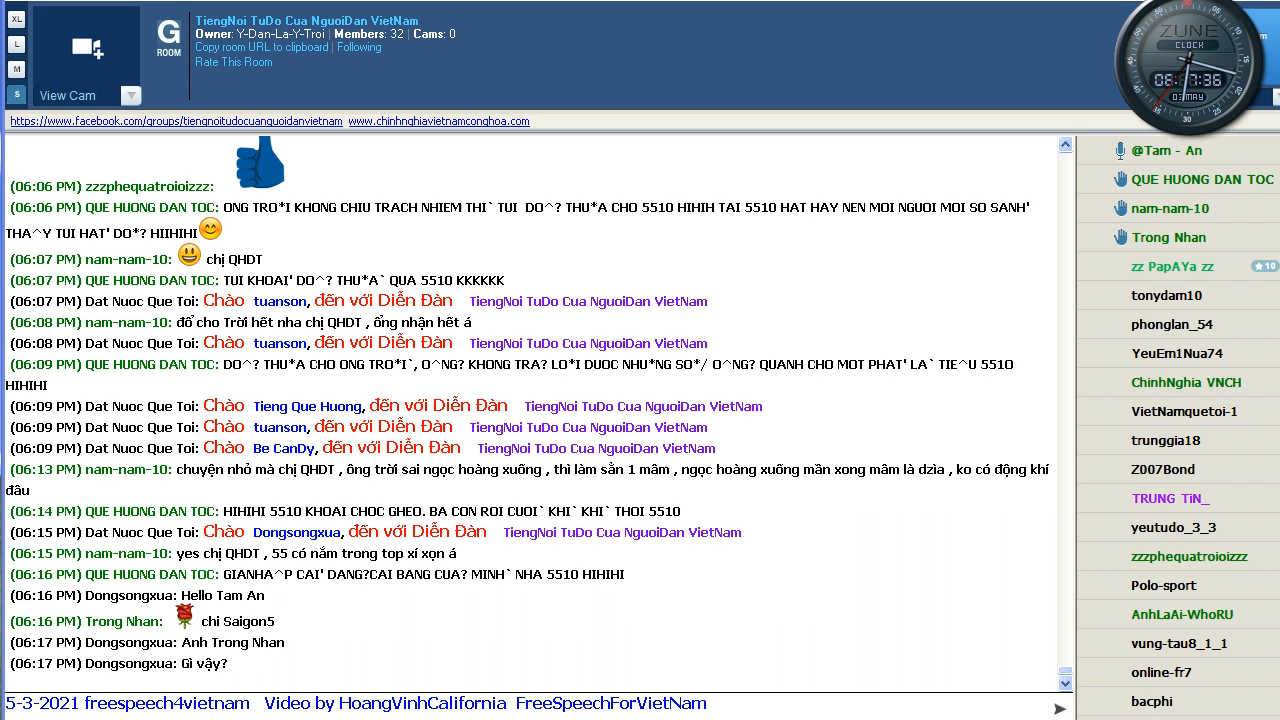 XL
L
M
S
View Cam
G
ROOM
TiengNoi TuDo Cua NguoiDan VietNam
Owner: Y-Dan-La-Y-Troi | Members: 32 | Cams: 0
Copy room URL to clipboard | Following
Rate This Room
ZUNE
CLOCK
03 MAY
https://www.facebook.com/groups/tiengnoitudocuanguoidanvietnam www.chinhnghiavietnamconghoa.com
(06:06 PM) zzzphequatroioizzz:
(06:06 PM) QUE HUONG DAN TOC: ONG TRO*I KHONG CHIU TRACH NHIEM THI` TUI DO^? THU*A CHO 5510 HIHIH TAI 5510 HAT HAY NEN MOI NGUOI MOI SO SANH'
THA^Y TUI HAT' DO*? HIIHIHI
(06:07 PM) nam-nam-10: chị QHDT
(06:07 PM) QUE HUONG DAN TOC: TUI KHOAI' DO^? THU*A` QUA 5510 KKKKKK
(06:07 PM) Dat Nuoc Que Toi: Chào tuanson, đến với Diễn Đàn TiengNoi TuDo Cua NguoiDan VietNam
(06:08 PM) nam-nam-10: đổ cho Trời hết nha chị QHDT , ổng nhận hết á
(06:08 PM) Dat Nuoc Que Toi: Chào tuanson, đến với Diễn Đàn TiengNoi TuDo Cua NguoiDan VietNam
(06:09 PM) QUE HUONG DAN TOC: DO^? THU*A CHO ONG TRO*I`, O^NG? KHONG TRA? LO*I DUOC NHU*NG SO*/ O^NG? QUANH CHO MOT PHAT' LA` TIE^U 5510
HIHIHI
(06:09 PM) Dat Nuoc Que Toi: Chào Tieng Que Huong, đến với Diễn Đàn TiengNoi TuDo Cua NguoiDan VietNam
(06:09 PM) Dat Nuoc Que Toi: Chào tuanson, đến với Diễn Đàn TiengNoi TuDo Cua NguoiDan VietNam
(06:09 PM) Dat Nuoc Que Toi: Chào Be CanDy, đến với Diễn Đàn TiengNoi TuDo Cua NguoiDan VietNam
(06:13 PM) nam-nam-10: chuyện nhỏ mà chị QHDT , ông trời sai ngọc hoàng xuống , thì làm sẳn 1 mâm , ngọc hoàng xuống mần xong mâm là dzìa , ko có động khí
đâu
(06:14 PM) QUE HUONG DAN TOC: HIHIHI 5510 KHOAI CHOC GHEO. BA CON ROI CUOI` KHI` KHI` THOI 5510
(06:15 PM) Dat Nuoc Que Toi: Chào Dongsongxua, đến với Diễn Đàn TiengNoi TuDo Cua NguoiDan VietNam
(06:15 PM) nam-nam-10: yes chị QHDT , 55 có nằm trong top xí xọn á
(06:16 PM) QUE HUONG DAN TOC: GIANHA^P CAI' DANG?CAI BANG CUA? MINH` NHA 5510 HIHIHI
(06:16 PM) Dongsongxua: Hello Tam An
(06:16 PM) Trong Nhan: chi Saigon5
(06:17 PM) Dongsongxua: Anh Trong Nhan
(06:17 PM) Dongsongxua: Gì vậy?
5-3-2021 freespeech4vietnam Video by HoangVinhCalifornia FreeSpeechForVietNam
@Tam - An
QUE HUONG DAN TOC
nam-nam-10
Trong Nhan
zz PapAYa zz
★10
tonydam10
phonglan_54
YeuEm1Nua74
ChinhNghia VNCH
VietNamquetoi-1
trunggia18
Z007Bond
TRUNG TiN_
yeutudo_3_3
zzzphequatroioizzz
Polo-sport
AnhLaAi-WhoRU
vung-tau8_1_1
online-fr7
bacphi